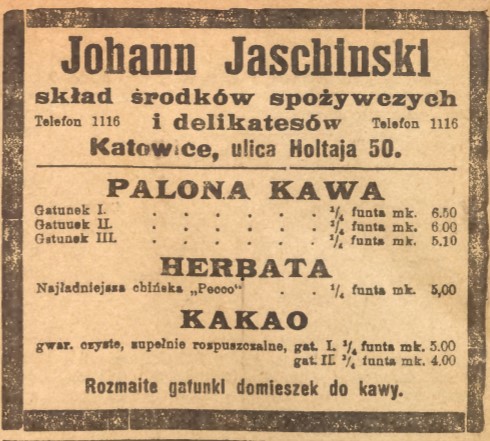 Johann Jaschinski
skład środków spożywczych
Telefon 1116 i delikatesów Telefon 1116
Katowice, ulica Holtaja 50.
PALONA KAWA
Gatunek I. . . . . . . . ¼ funta mk. 6.50
Gatunek II. . . . . . . . ¼ funta mk. 6.00
Gatunek III. . . . . . . ¼ funta mk. 5.10
HERBATA
Najładniejsza chińska „Pecco“ . . ¼ funta mk. 5,00
KAKAO
gwar. czyste, zupełnie rozpuszczalne, gat. I. ¼ funta mk. 5.00
gat. II. ¼ funta mk. 4.00
Rozmaite gatunki domieszek do kawy.